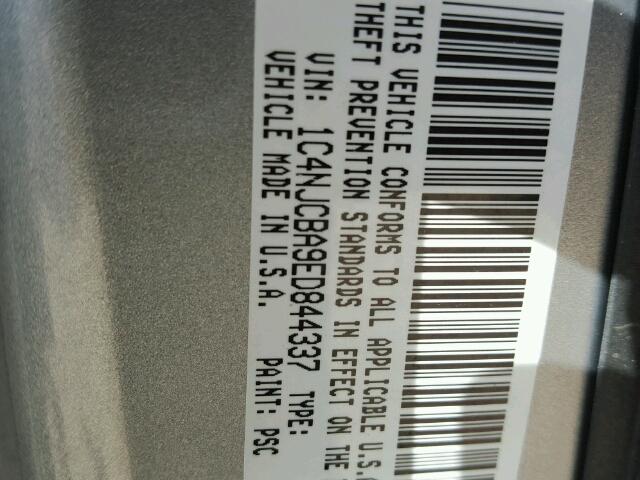 THIS VEHICLE CONFORMS TO ALL APPLICABLE U.S.A.
THEFT PREVENTION STANDARDS IN EFFECT ON THE
VIN: 1C4NJCBA9ED844337 TYPE:
VEHICLE MADE IN U.S.A. PAINT: PSC